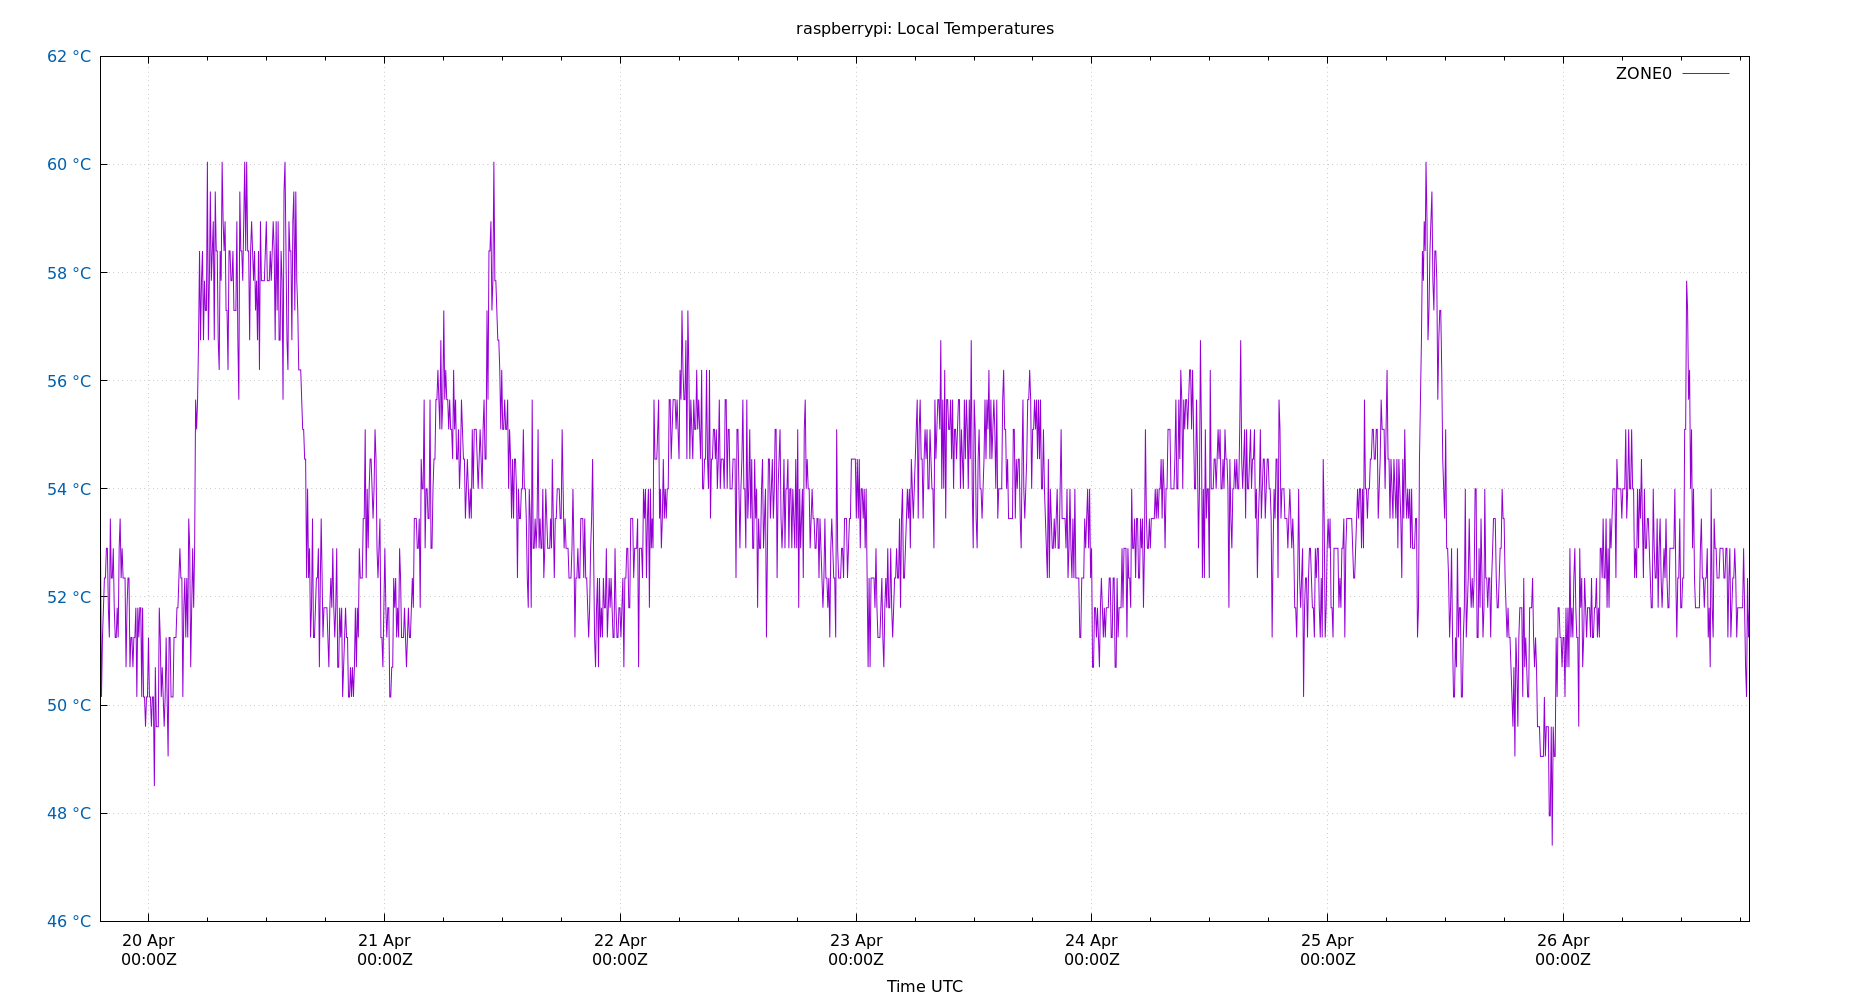 raspberrypi: Local Temperatures
62 °C
ZONE0
60 °C
58 °C
56 °C
54 °C
52 °C
50 °C
48 °C
46 °C
20 Apr 21 Apr 22 Apr 23 Apr 24 Apr 25 Apr 26 Apr
00:00Z 00:00Z 00:00Z 00:00Z 00:00Z 00:00Z 00:00Z
Time UTC